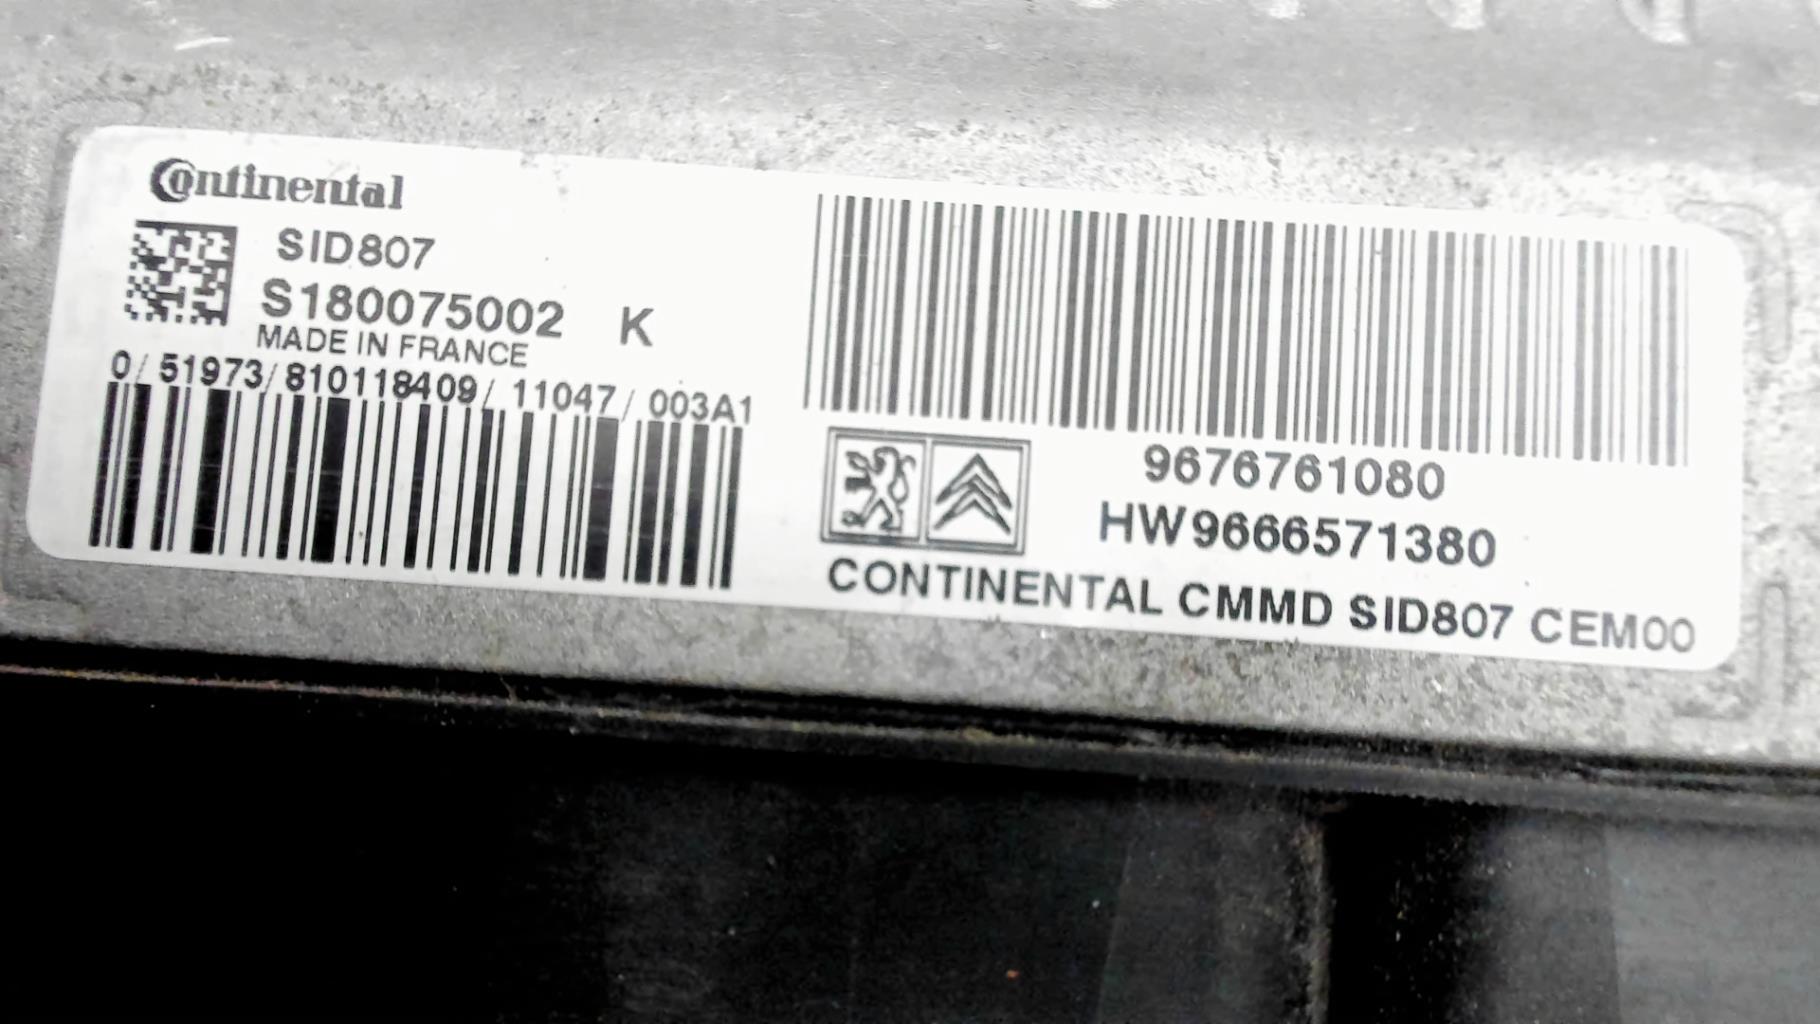 Continental
SID807
S180075002 K
MADE IN FRANCE
0/ 51973/810118409/ 11047/ 003A1
9676761080
HW9666571380
CONTINENTAL CMMD SID807 CEM00